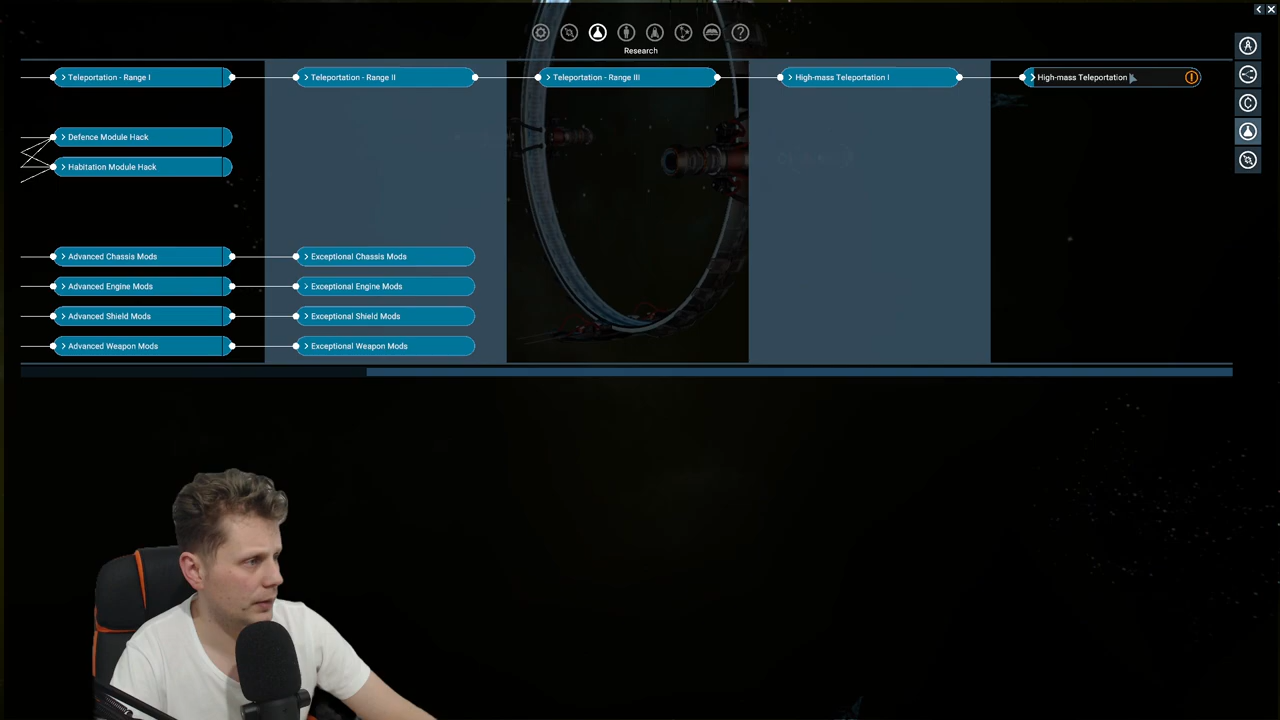 Research
Teleportation - Range I
Teleportation - Range II
Teleportation - Range III
High-mass Teleportation I
High-mass Teleportation
Defence Module Hack
Habitation Module Hack
Advanced Chassis Mods
Exceptional Chassis Mods
Advanced Engine Mods
Exceptional Engine Mods
Advanced Shield Mods
Exceptional Shield Mods
Advanced Weapon Mods
Exceptional Weapon Mods